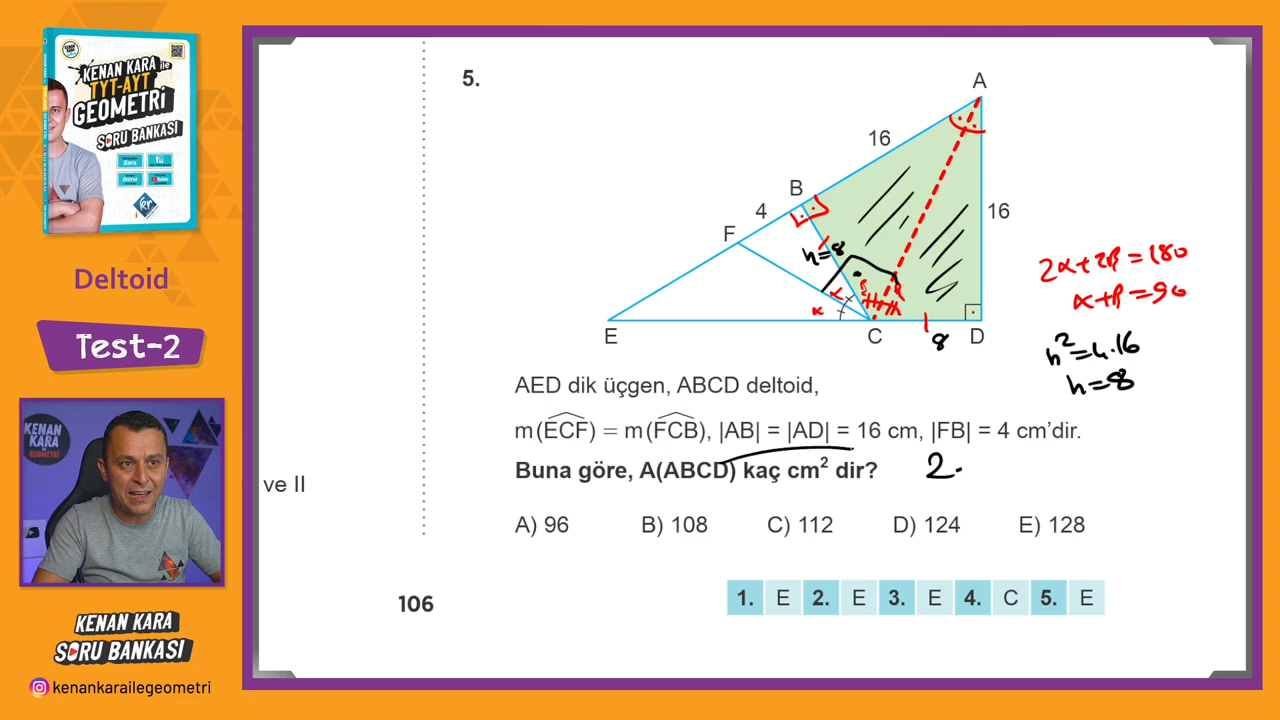 KENAN KARA ile
TYT-AYT
GEOMETRİ
SORU BANKASI
Deltoid
Test-2
KENAN KARA
SORU BANKASI
kenankarailegeometri
ve II
106
5.
A
16
B
4
16
F
h=8
α
α
E
C
8
D
2α+2β=180
α+β=90
h²=4.16
h=8
AED dik üçgen, ABCD deltoid,
m(ECF) = m(FCB), |AB| = |AD| = 16 cm, |FB| = 4 cm'dir.
Buna göre, A(ABCD) kaç cm² dir?
2.
A) 96 B) 108 C) 112 D) 124 E) 128
1. E 2. E 3. E 4. C 5. E